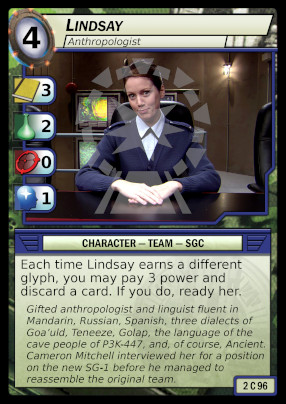 LINDSAY
4
Anthropologist
3
2
0
1
CHARACTER – TEAM – SGC
Each time Lindsay earns a different
glyph, you may pay 3 power and
discard a card. If you do, ready her.
Gifted anthropologist and linguist fluent in
Mandarin, Russian, Spanish, three dialects of
Goa'uld, Teneeze, Golap, the language of the
cave people of P3K-447, and, of course, Ancient.
Cameron Mitchell interviewed her for a position
on the new SG-1 before he managed to
reassemble the original team.
2 C 96